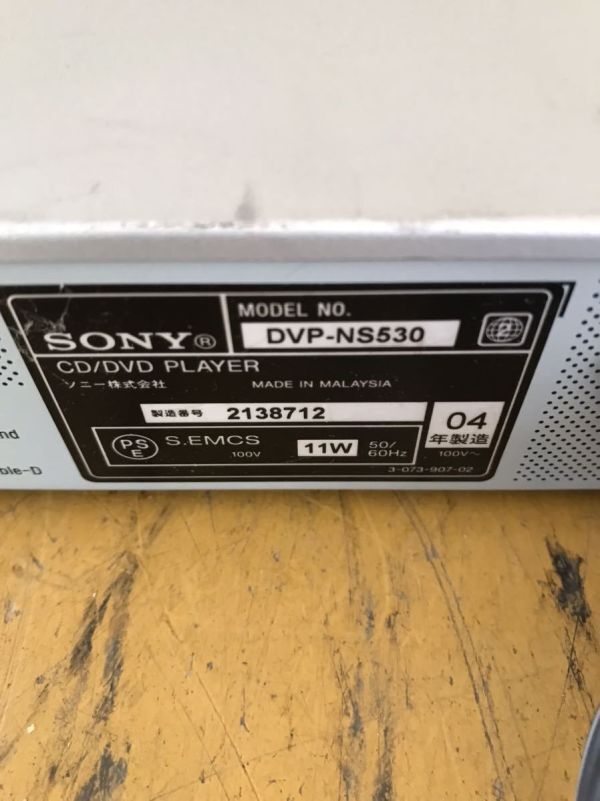 MODEL NO.
SONY® DVP-NS530
CD/DVD PLAYER
ソニー株式会社 MADE IN MALAYSIA
製造番号 2138712
04
年製造
PS
E
S.EMCS
100V 11W 50/
60Hz
100V~
3-073-907-02
nd
ble-D